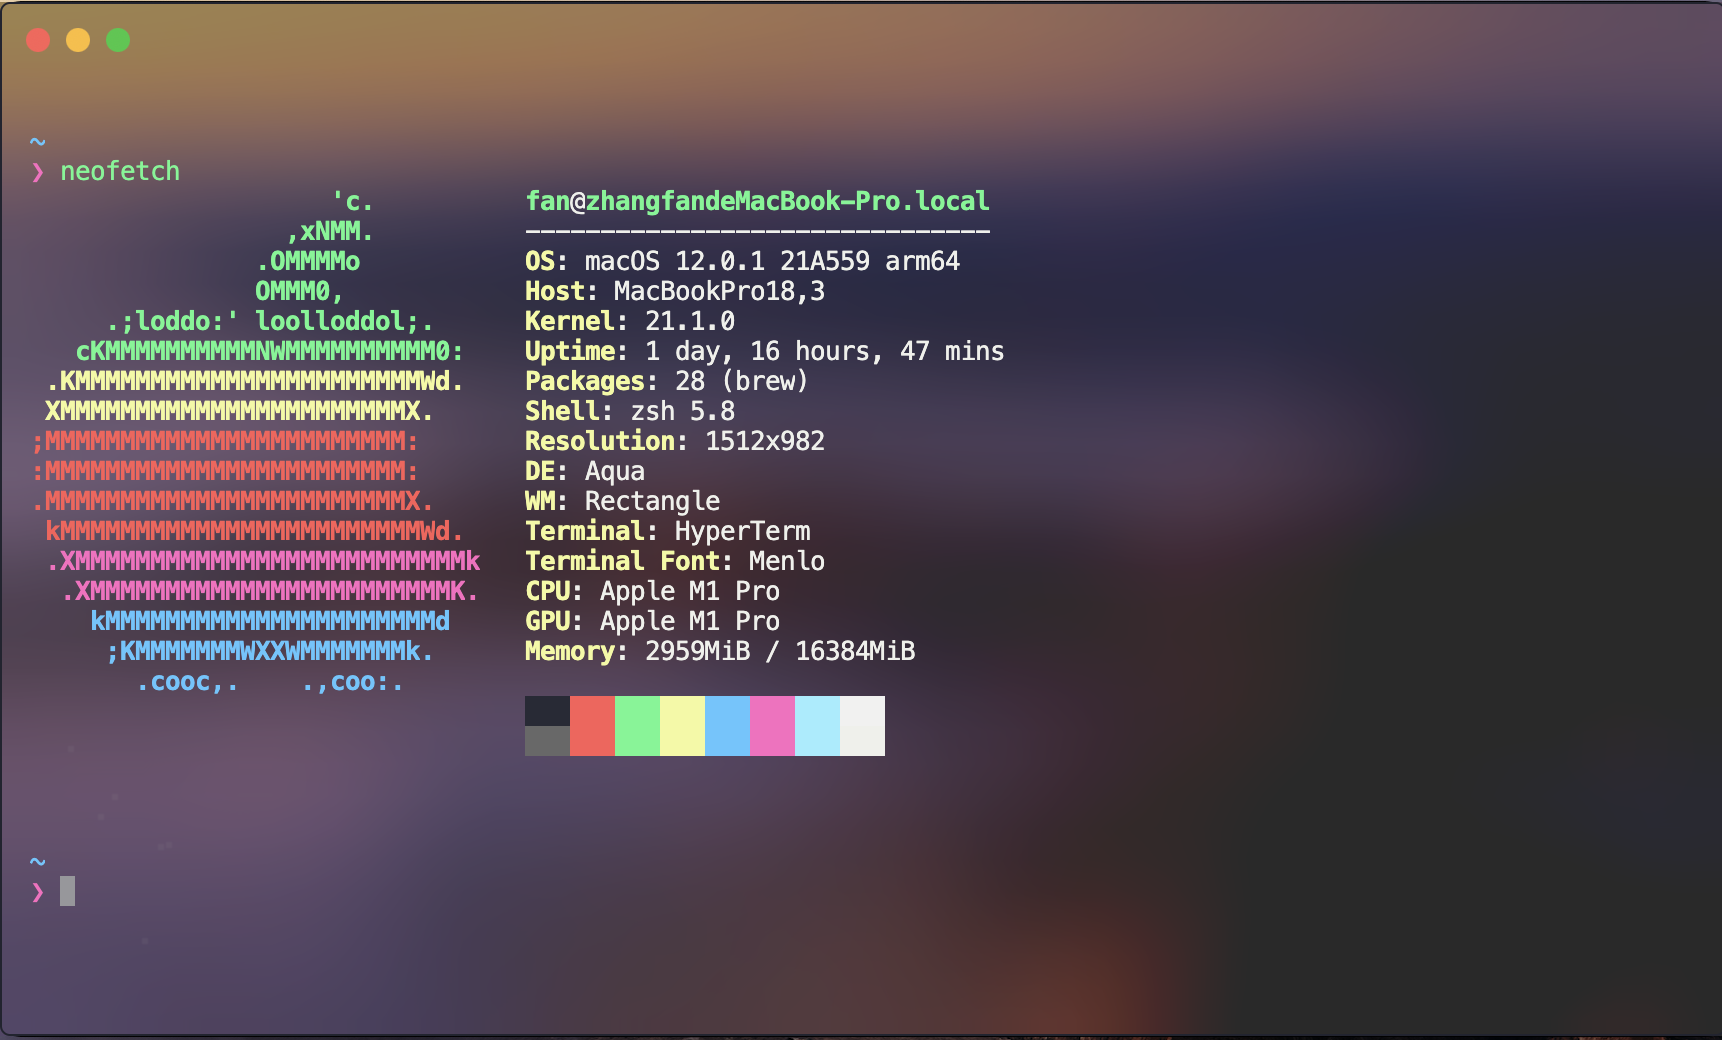 ~
❯ neofetch
                    'c.          fan@zhangfandeMacBook-Pro.local
                 ,xNMM.          -------------------------------
               .OMMMMo           OS: macOS 12.0.1 21A559 arm64
               OMMM0,            Host: MacBookPro18,3
     .;loddo:' loolloddol;.      Kernel: 21.1.0
   cKMMMMMMMMMMNWMMMMMMMMMM0:    Uptime: 1 day, 16 hours, 47 mins
 .KMMMMMMMMMMMMMMMMMMMMMMMWd.    Packages: 28 (brew)
 XMMMMMMMMMMMMMMMMMMMMMMMX.      Shell: zsh 5.8
;MMMMMMMMMMMMMMMMMMMMMMMM:       Resolution: 1512x982
:MMMMMMMMMMMMMMMMMMMMMMMM:       DE: Aqua
.MMMMMMMMMMMMMMMMMMMMMMMMX.      WM: Rectangle
 kMMMMMMMMMMMMMMMMMMMMMMMMWd.    Terminal: HyperTerm
 .XMMMMMMMMMMMMMMMMMMMMMMMMMMk   Terminal Font: Menlo
  .XMMMMMMMMMMMMMMMMMMMMMMMMK.   CPU: Apple M1 Pro
    kMMMMMMMMMMMMMMMMMMMMMMd     GPU: Apple M1 Pro
     ;KMMMMMMMWXXWMMMMMMMk.      Memory: 2959MiB / 16384MiB
       .cooc,.    .,coo:.
~
❯